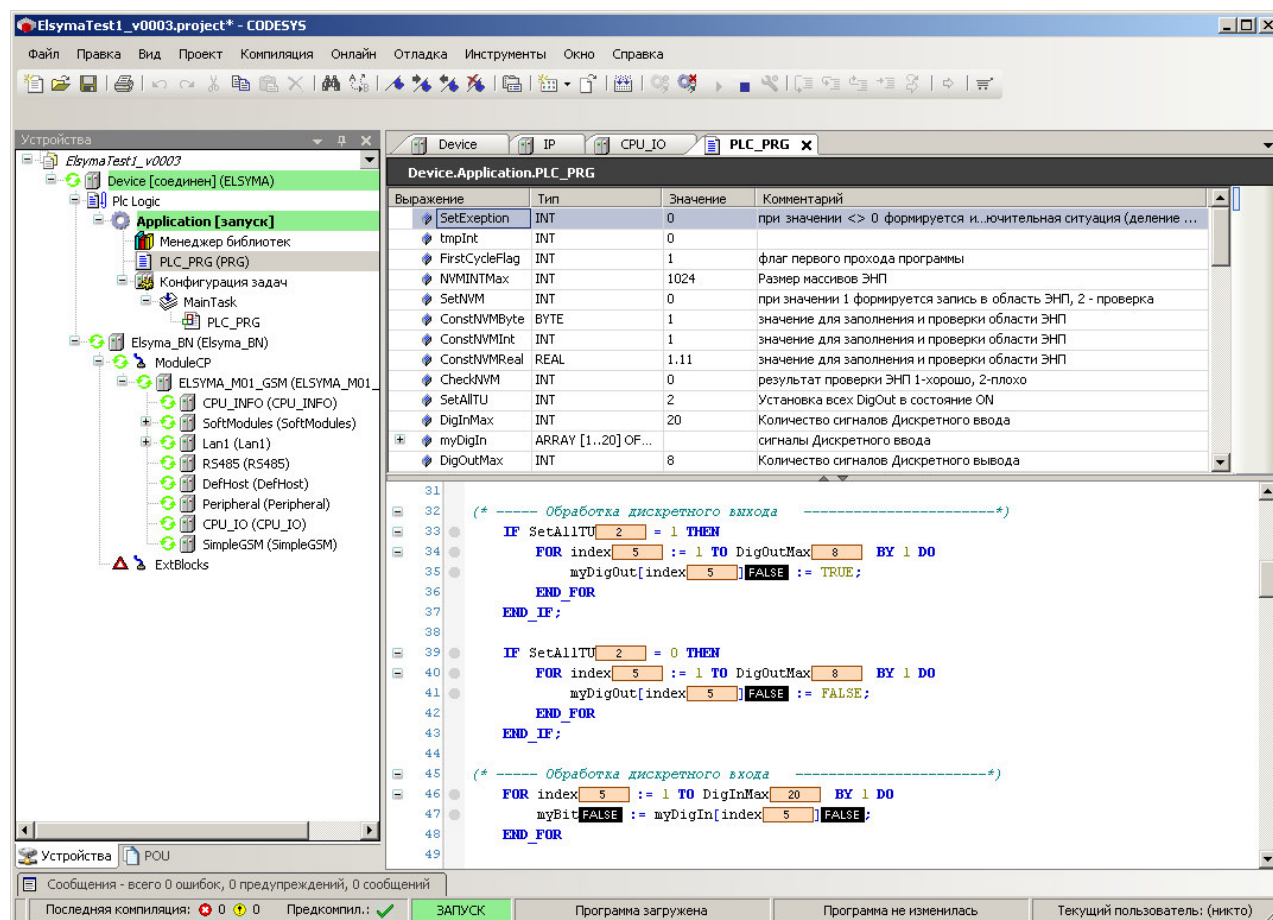 ElsymaTest1_v0003.project* - CODESYS
Файл Правка Вид Проект Компиляция Онлайн Отладка Инструменты Окно Справка
Устройства
ElsymaTest1_v0003
Device [соединен] (ELSYMA)
Plc Logic
Application [запуск]
Менеджер библиотек
PLC_PRG (PRG)
Конфигурация задач
MainTask
PLC_PRG
Elsyma_BN (Elsyma_BN)
ModuleCP
ELSYMA_M01_GSM (ELSYMA_M01_
CPU_INFO (CPU_INFO)
SoftModules (SoftModules)
Lan1 (Lan1)
RS485 (RS485)
DefHost (DefHost)
Peripheral (Peripheral)
CPU_IO (CPU_IO)
SimpleGSM (SimpleGSM)
ExtBlocks
Устройства POU
Device IP CPU_IO PLC_PRG X
Device.Application.PLC_PRG
Выражение Тип Значение Комментарий
SetExeption INT 0 при значении <> 0 формируется и...ючительная ситуация (деление ...
tmpInt INT 0
FirstCycleFlag INT 1 флаг первого прохода программы
NVMINTMax INT 1024 Размер массивов ЭНП
SetNVM INT 0 при значении 1 формируется запись в область ЭНП, 2 - проверка
ConstNVMByte BYTE 1 значение для заполнения и проверки области ЭНП
ConstNVMInt INT 1 значение для заполнения и проверки области ЭНП
ConstNVMReal REAL 1.11 значение для заполнения и проверки области ЭНП
CheckNVM INT 0 результат проверки ЭНП 1-хорошо, 2-плохо
SetAllTU INT 2 Установка всех DigOut в состояние ON
DigInMax INT 20 Количество сигналов Дискретного ввода
myDigIn ARRAY [1..20] OF... сигналы Дискретного ввода
DigOutMax INT 8 Количество сигналов Дискретного вывода
31
32 (* ----- Обработка дискретного выхода ------------------------*)
33 IF SetAllTU 2 = 1 THEN
34 FOR index 5 := 1 TO DigOutMax 8 BY 1 DO
35 myDigOut[index 5 ] FALSE := TRUE;
36 END_FOR
37 END_IF;
38
39 IF SetAllTU 2 = 0 THEN
40 FOR index 5 := 1 TO DigOutMax 8 BY 1 DO
41 myDigOut[index 5 ] FALSE := FALSE;
42 END_FOR
43 END_IF;
44
45 (* ----- Обработка дискретного входа ------------------------*)
46 FOR index 5 := 1 TO DigInMax 20 BY 1 DO
47 myBit FALSE := myDigIn[index 5 ] FALSE ;
48 END_FOR
49
Сообщения - всего 0 ошибок, 0 предупреждений, 0 сообщений
Последняя компиляция: 0 0 Предкомпил.: ЗАПУСК Программа загружена Программа не изменилась Текущий пользователь: (никто)